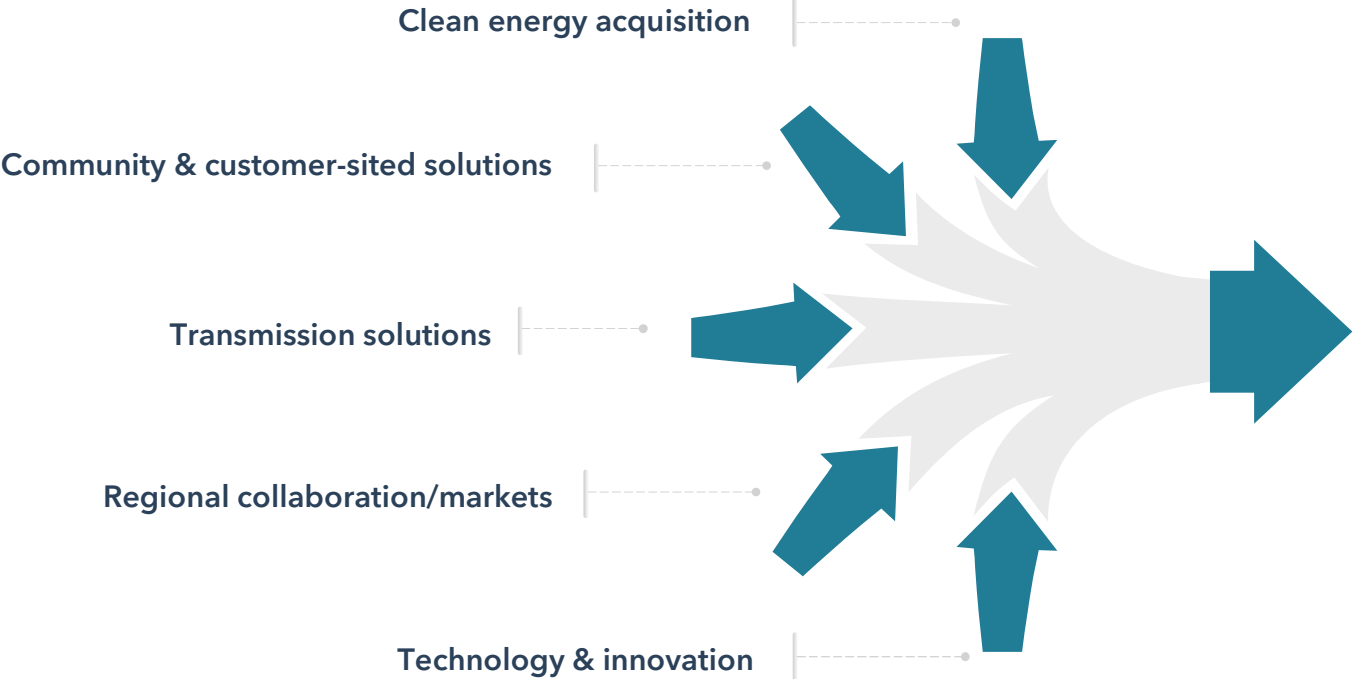 Clean energy acquisition
Community & customer-sited solutions
Transmission solutions
Regional collaboration/markets
Technology & innovation